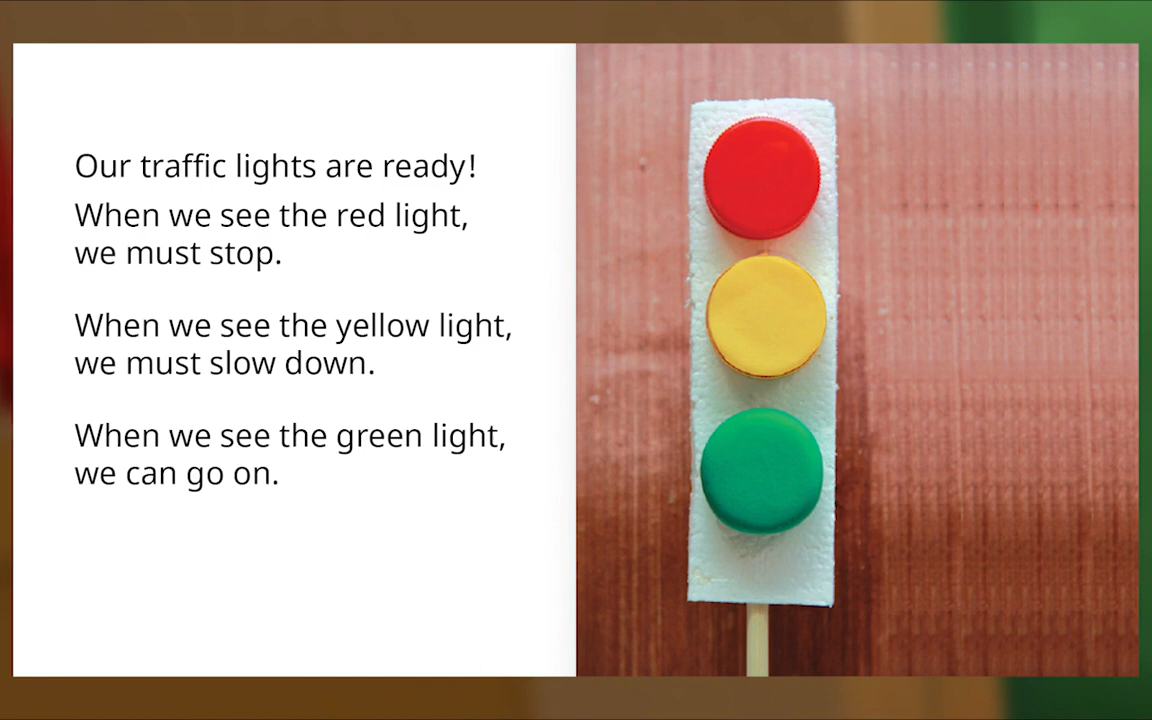 Our traffic lights are ready!
When we see the red light,
we must stop.
When we see the yellow light,
we must slow down.
When we see the green light,
we can go on.